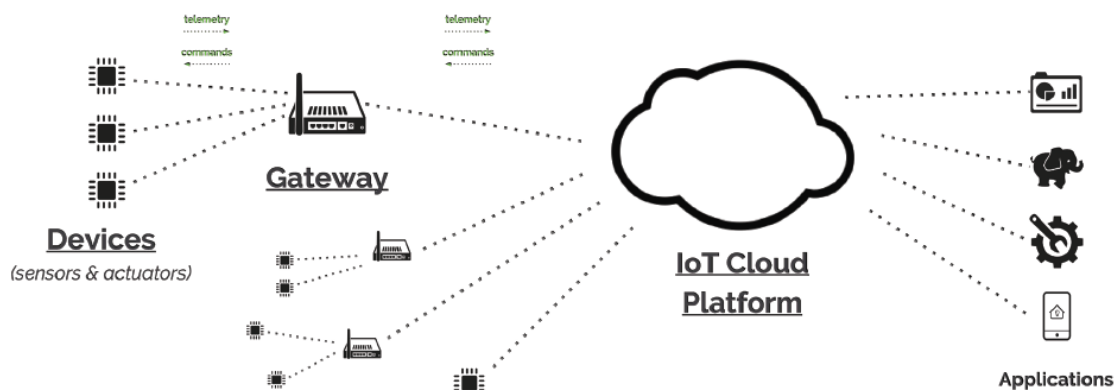 telemetry
commands
telemetry
commands
Gateway
Devices
(sensors & actuators)
IoT Cloud
Platform
Applications